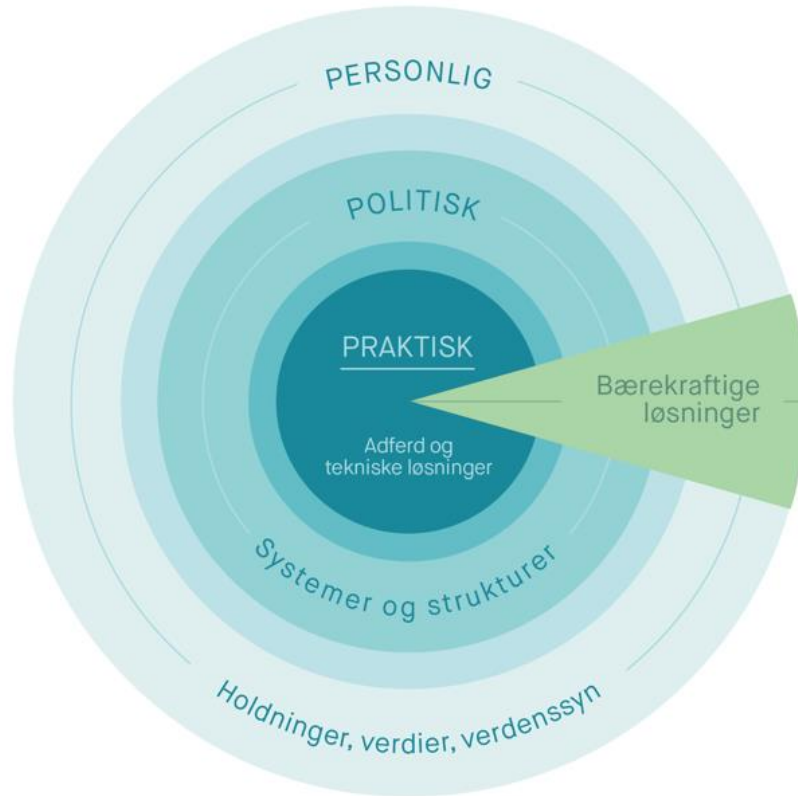 PERSONLIG
POLITISK
PRAKTISK
Adferd og
tekniske løsninger
Bærekraftige
løsninger
Systemer og strukturer
Holdninger, verdier, verdenssyn